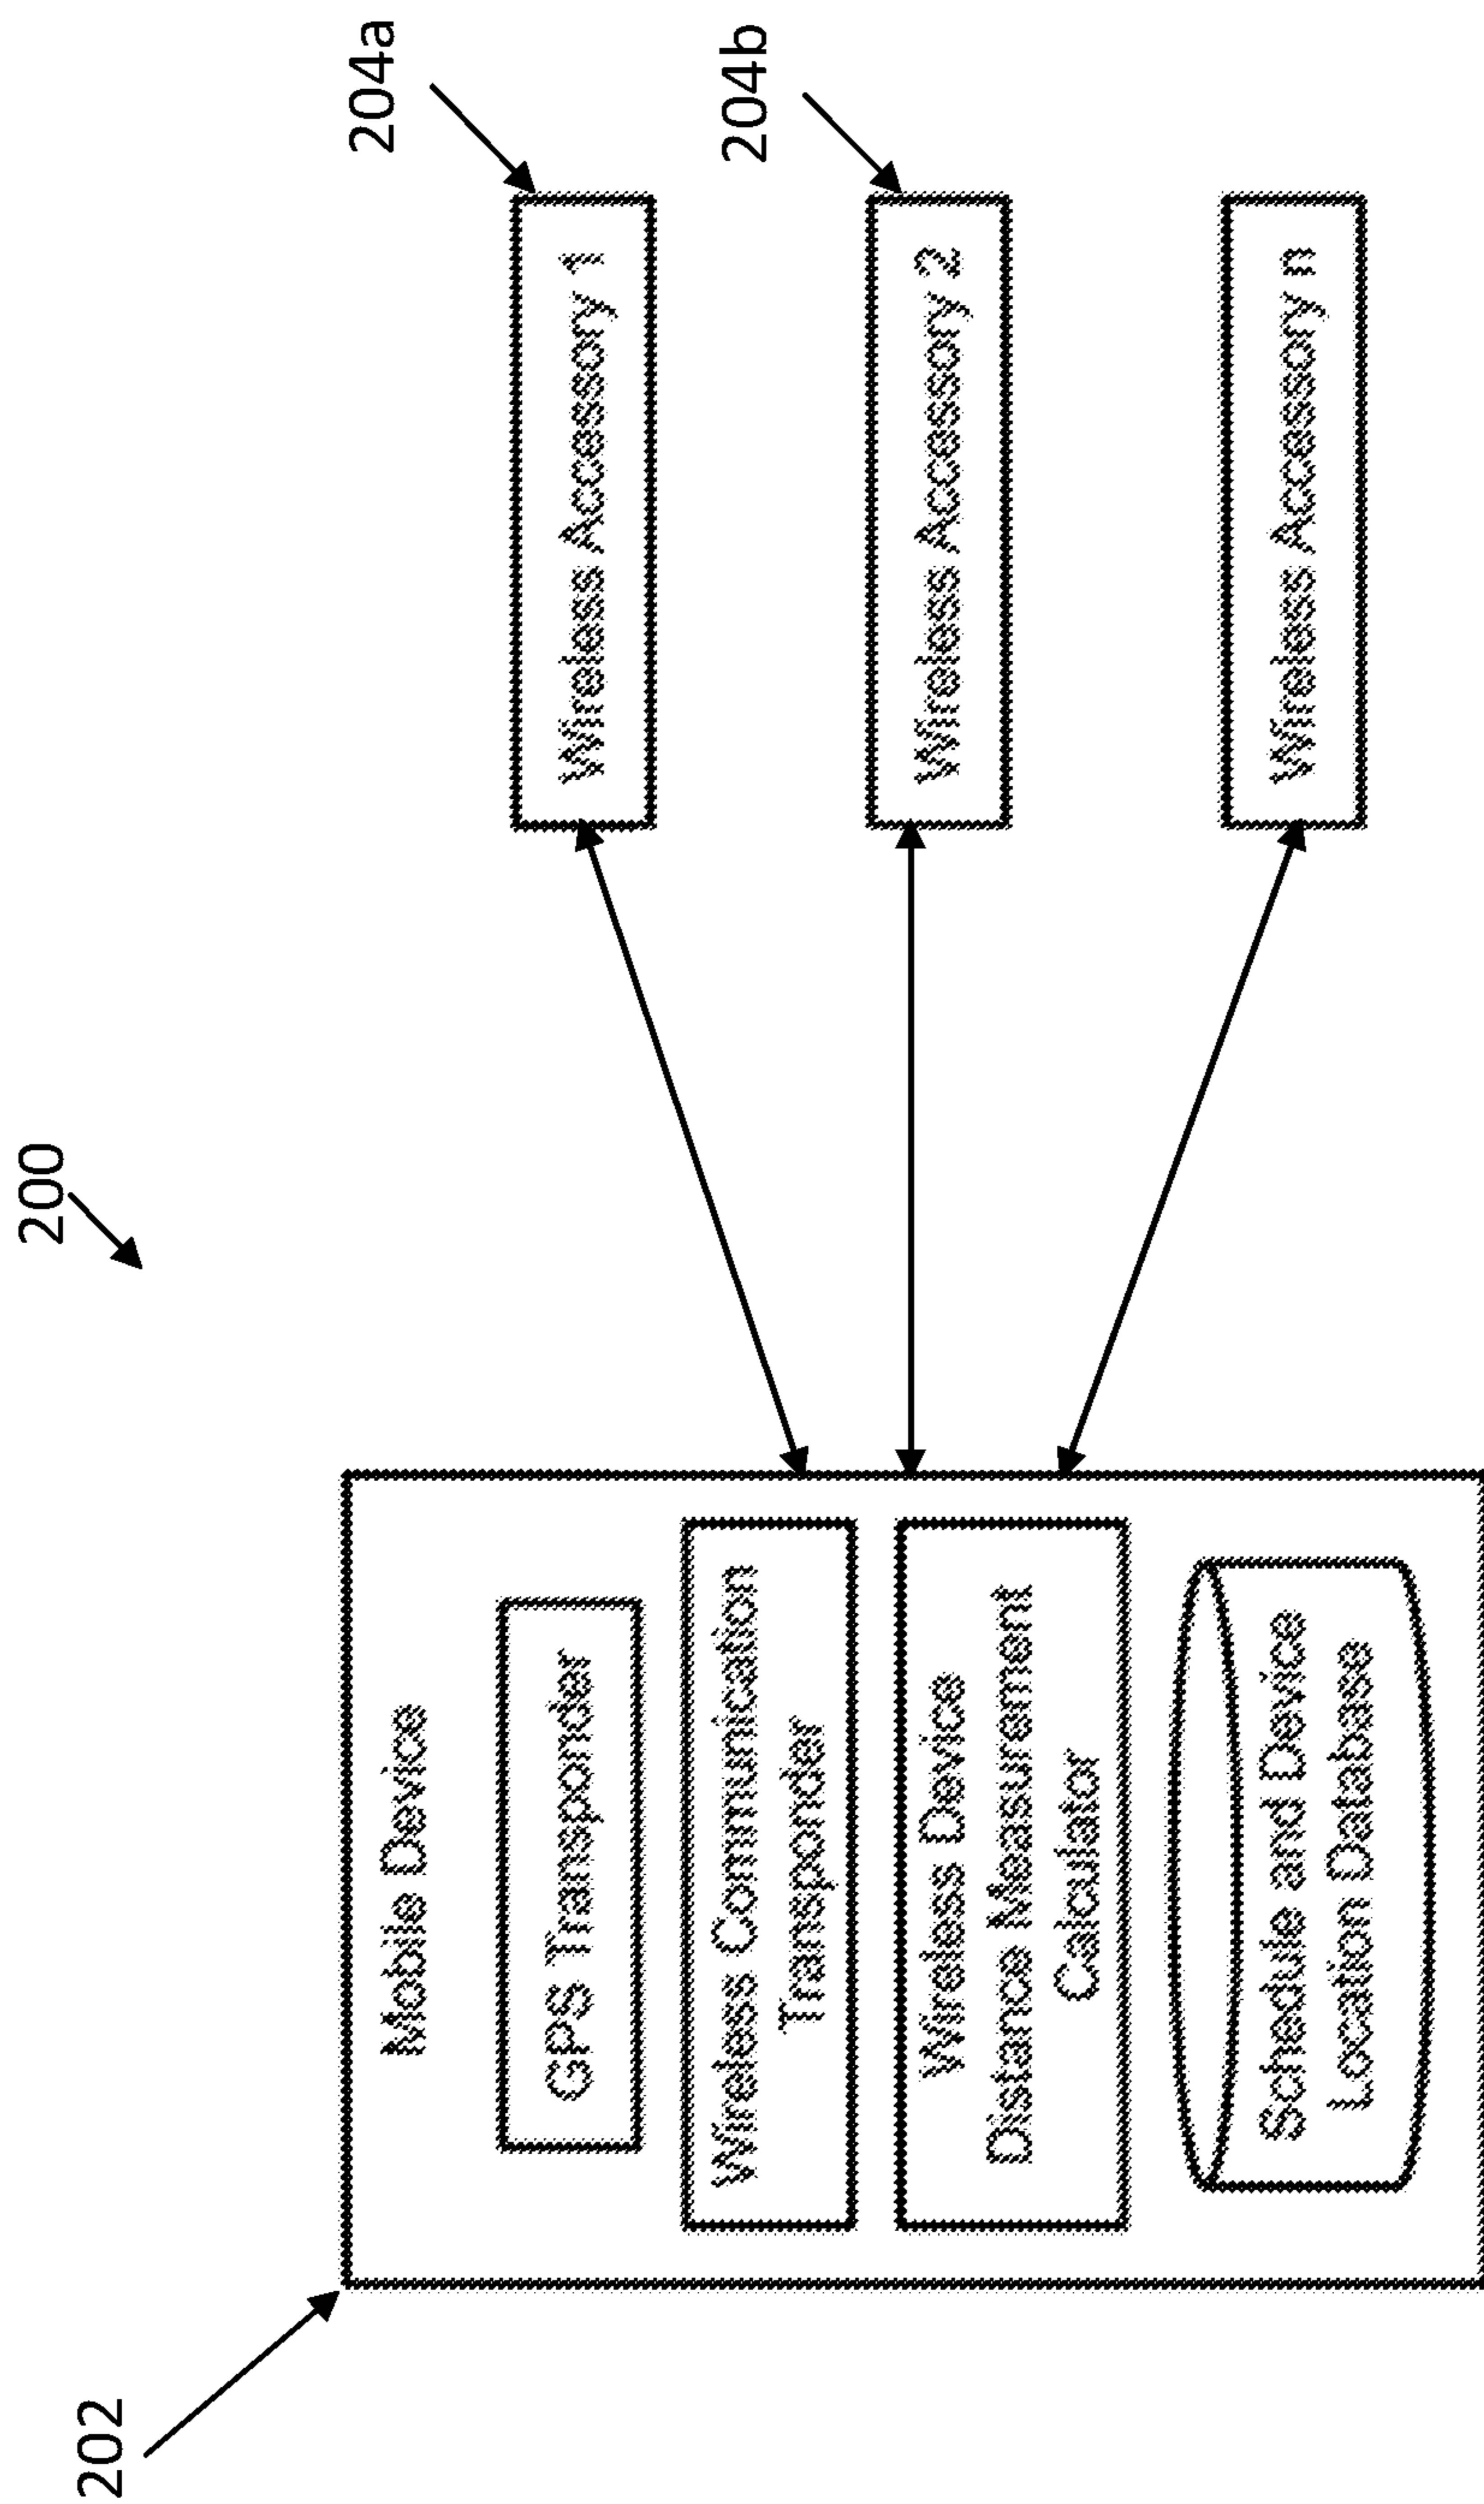 200
202
Mobile Device
GPS Transponder
Wireless Communication
Transponder
Wireless Device
Distance Measurement
Calculator
Schedule and Device
Location Database
204a
Wireless Accessory 1
204b
Wireless Accessory 2
Wireless Accessory n